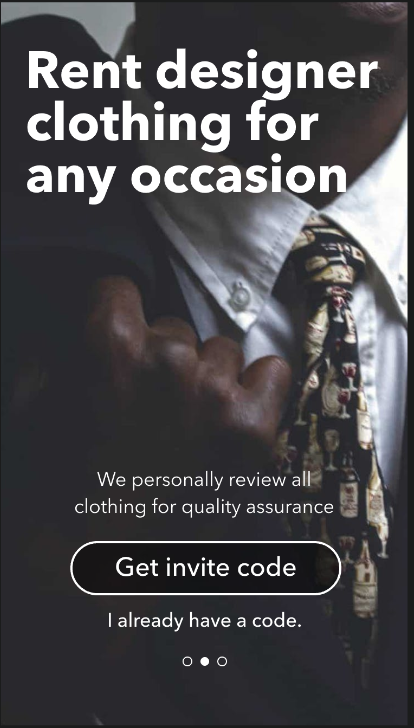 Rent designer
clothing for
any occasion
We personally review all
clothing for quality assurance
Get invite code
I already have a code.